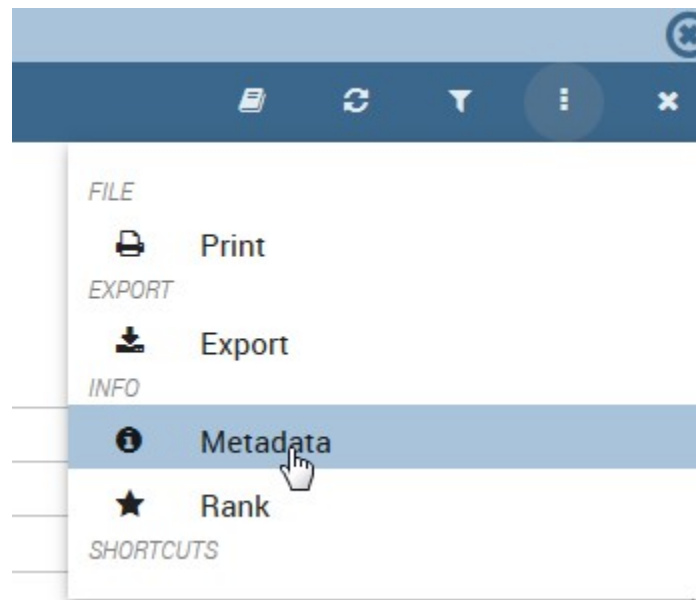 FILE
Print
EXPORT
Export
INFO
Metadata
Rank
SHORTCUTS